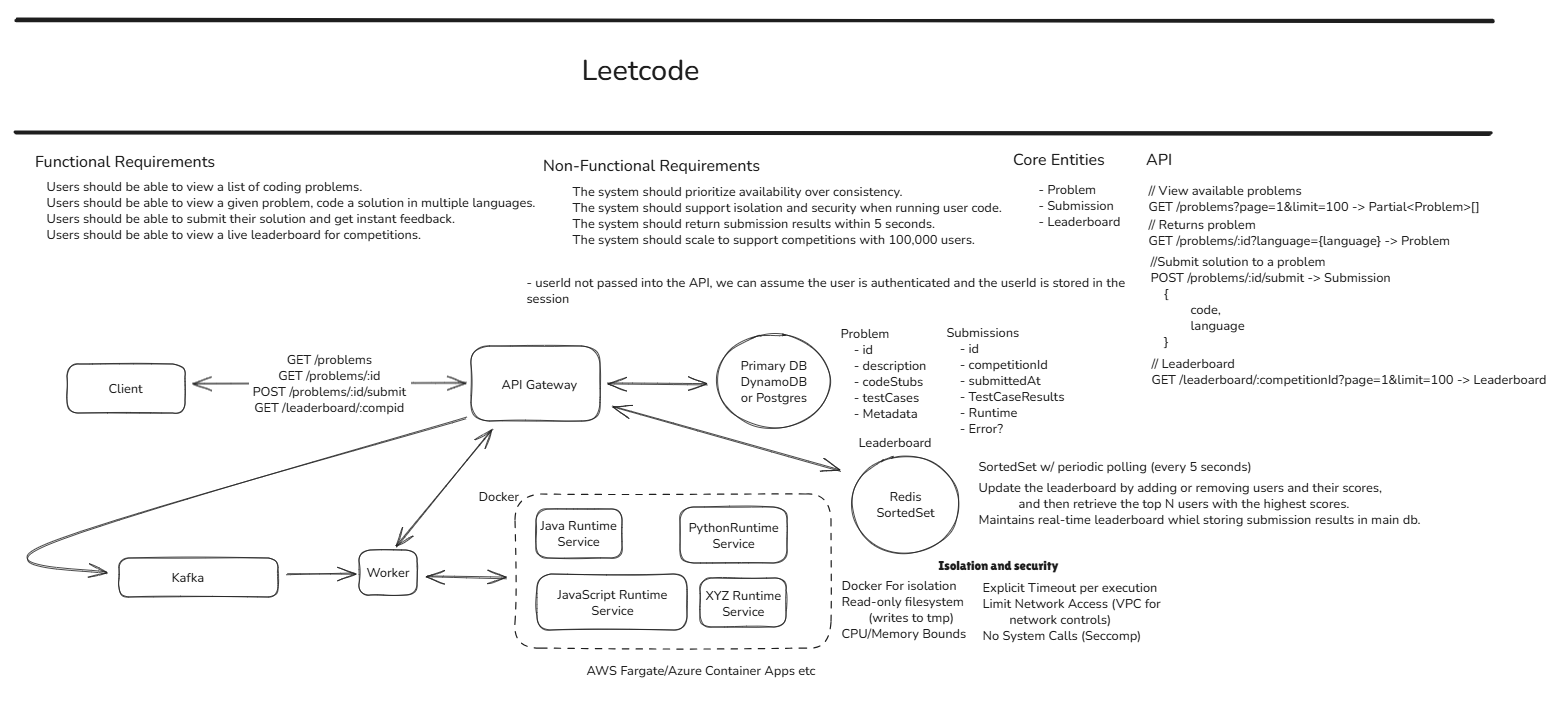 Leetcode
Functional Requirements
Users should be able to view a list of coding problems.
Users should be able to view a given problem, code a solution in multiple languages.
Users should be able to submit their solution and get instant feedback.
Users should be able to view a live leaderboard for competitions.
Non-Functional Requirements
The system should prioritize availability over consistency.
The system should support isolation and security when running user code.
The system should return submission results within 5 seconds.
The system should scale to support competitions with 100,000 users.
Core Entities
- Problem
- Submission
- Leaderboard
API
// View available problems
GET /problems?page=1&limit=100 -> Partial<Problem>[]
// Returns problem
GET /problems/:id?language={language} -> Problem
//Submit solution to a problem
POST /problems/:id/submit -> Submission
{
code,
language
}
// Leaderboard
GET /leaderboard/:competitionId?page=1&limit=100 -> Leaderboard
- userId not passed into the API, we can assume the user is authenticated and the userId is stored in the
session
Client
GET /problems
GET /problems/:id
POST /problems/:id/submit
GET /leaderboard/:compid
API Gateway
Primary DB
DynamoDB
or Postgres
Problem
- id
- description
- codeStubs
- testCases
- Metadata
Submissions
- id
- competitionId
- submittedAt
- TestCaseResults
- Runtime
- Error?
Leaderboard
Redis
SortedSet
SortedSet w/ periodic polling (every 5 seconds)
Update the leaderboard by adding or removing users and their scores,
and then retrieve the top N users with the highest scores.
Maintains real-time leaderboard whiel storing submission results in main db.
Kafka
Worker
Docker
Java Runtime
Service
PythonRuntime
Service
JavaScript Runtime
Service
XYZ Runtime
Service
AWS Fargate/Azure Container Apps etc
Isolation and security
Docker For isolation
Read-only filesystem
(writes to tmp)
CPU/Memory Bounds
Explicit Timeout per execution
Limit Network Access (VPC for
network controls)
No System Calls (Seccomp)